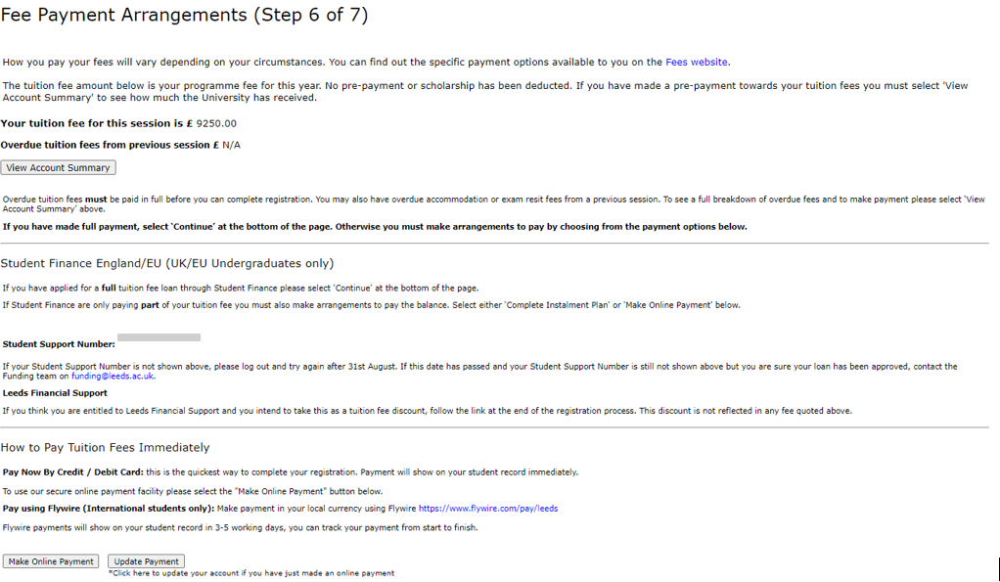 Fee Payment Arrangements (Step 6 of 7)
How you pay your fees will vary depending on your circumstances. You can find out the specific payment options available to you on the Fees website.
The tuition fee amount below is your programme fee for this year. No pre-payment or scholarship has been deducted. If you have made a pre-payment towards your tuition fees you must select 'View
Account Summary' to see how much the University has received.
Your tuition fee for this session is £ 9250.00
Overdue tuition fees from previous session £ N/A
View Account Summary
Overdue tuition fees must be paid in full before you can complete registration. You may also have overdue accommodation or exam resit fees from a previous session. To see a full breakdown of overdue fees and to make payment please select `View
Account Summary' above.
If you have made full payment, select `Continue' at the bottom of the page. Otherwise you must make arrangements to pay by choosing from the payment options below.
Student Finance England/EU (UK/EU Undergraduates only)
If you have applied for a full tuition fee loan through Student Finance please select 'Continue' at the bottom of the page.
If Student Finance are only paying part of your tuition fee you must also make arrangements to pay the balance. Select either 'Complete Instalment Plan' or 'Make Online Payment' below.
Student Support Number:
If your Student Support Number is not shown above, please log out and try again after 31st August. If this date has passed and your Student Support Number is still not shown above but you are sure your loan has been approved, contact the
Funding team on funding@leeds.ac.uk.
Leeds Financial Support
If you think you are entitled to Leeds Financial Support and you intend to take this as a tuition fee discount, follow the link at the end of the registration process. This discount is not reflected in any fee quoted above.
How to Pay Tuition Fees Immediately
Pay Now By Credit / Debit Card: this is the quickest way to complete your registration. Payment will show on your student record immediately.
To use our secure online payment facility please select the "Make Online Payment" button below.
Pay using Flywire (International students only): Make payment in your local currency using Flywire https://www.flywire.com/pay/leeds
Flywire payments will show on your student record in 3-5 working days, you can track your payment from start to finish.
Make Online Payment Update Payment
*Click here to update your account if you have just made an online payment